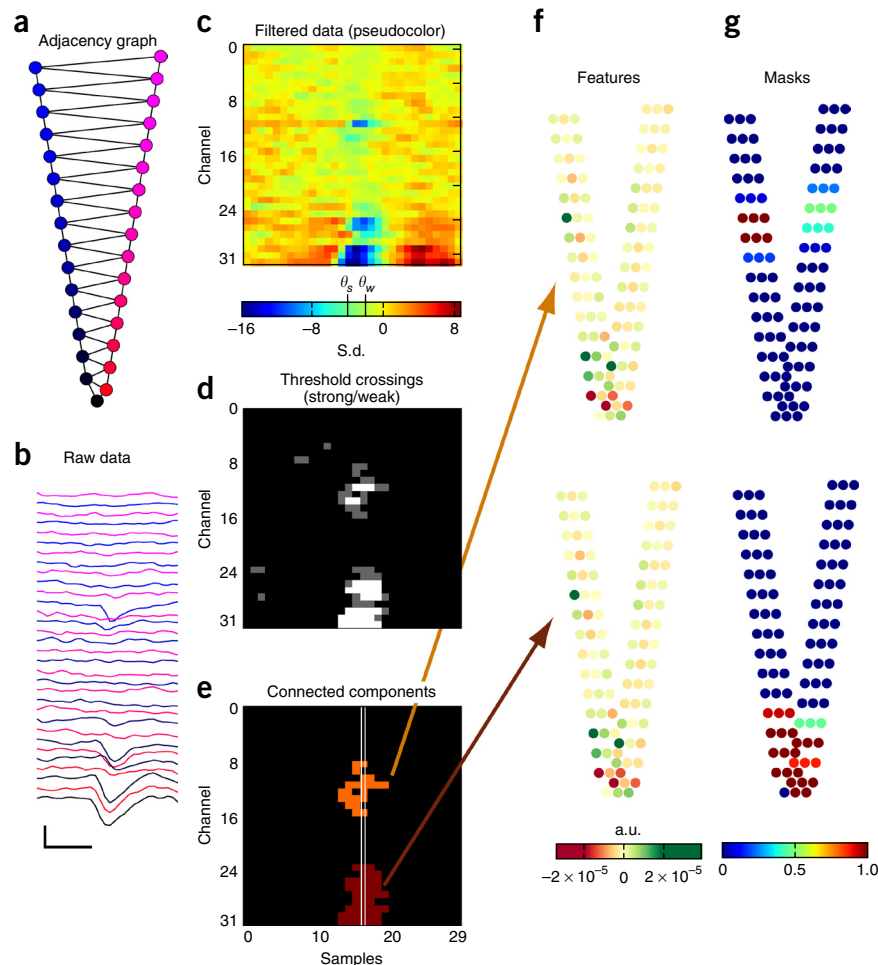 a
Adjacency graph
b
Raw data
c
Filtered data (pseudocolor)
0
8
16
24
31
Channel
θs θw
−16 −8 0 8
S.d.
d
Threshold crossings
(strong/weak)
0
8
16
24
31
Channel
e
Connected components
0
8
16
24
31
Channel
0 10 20 29
Samples
f
Features
a.u.
−2 × 10⁻⁵ 0 2 × 10⁻⁵
g
Masks
0 0.5 1.0